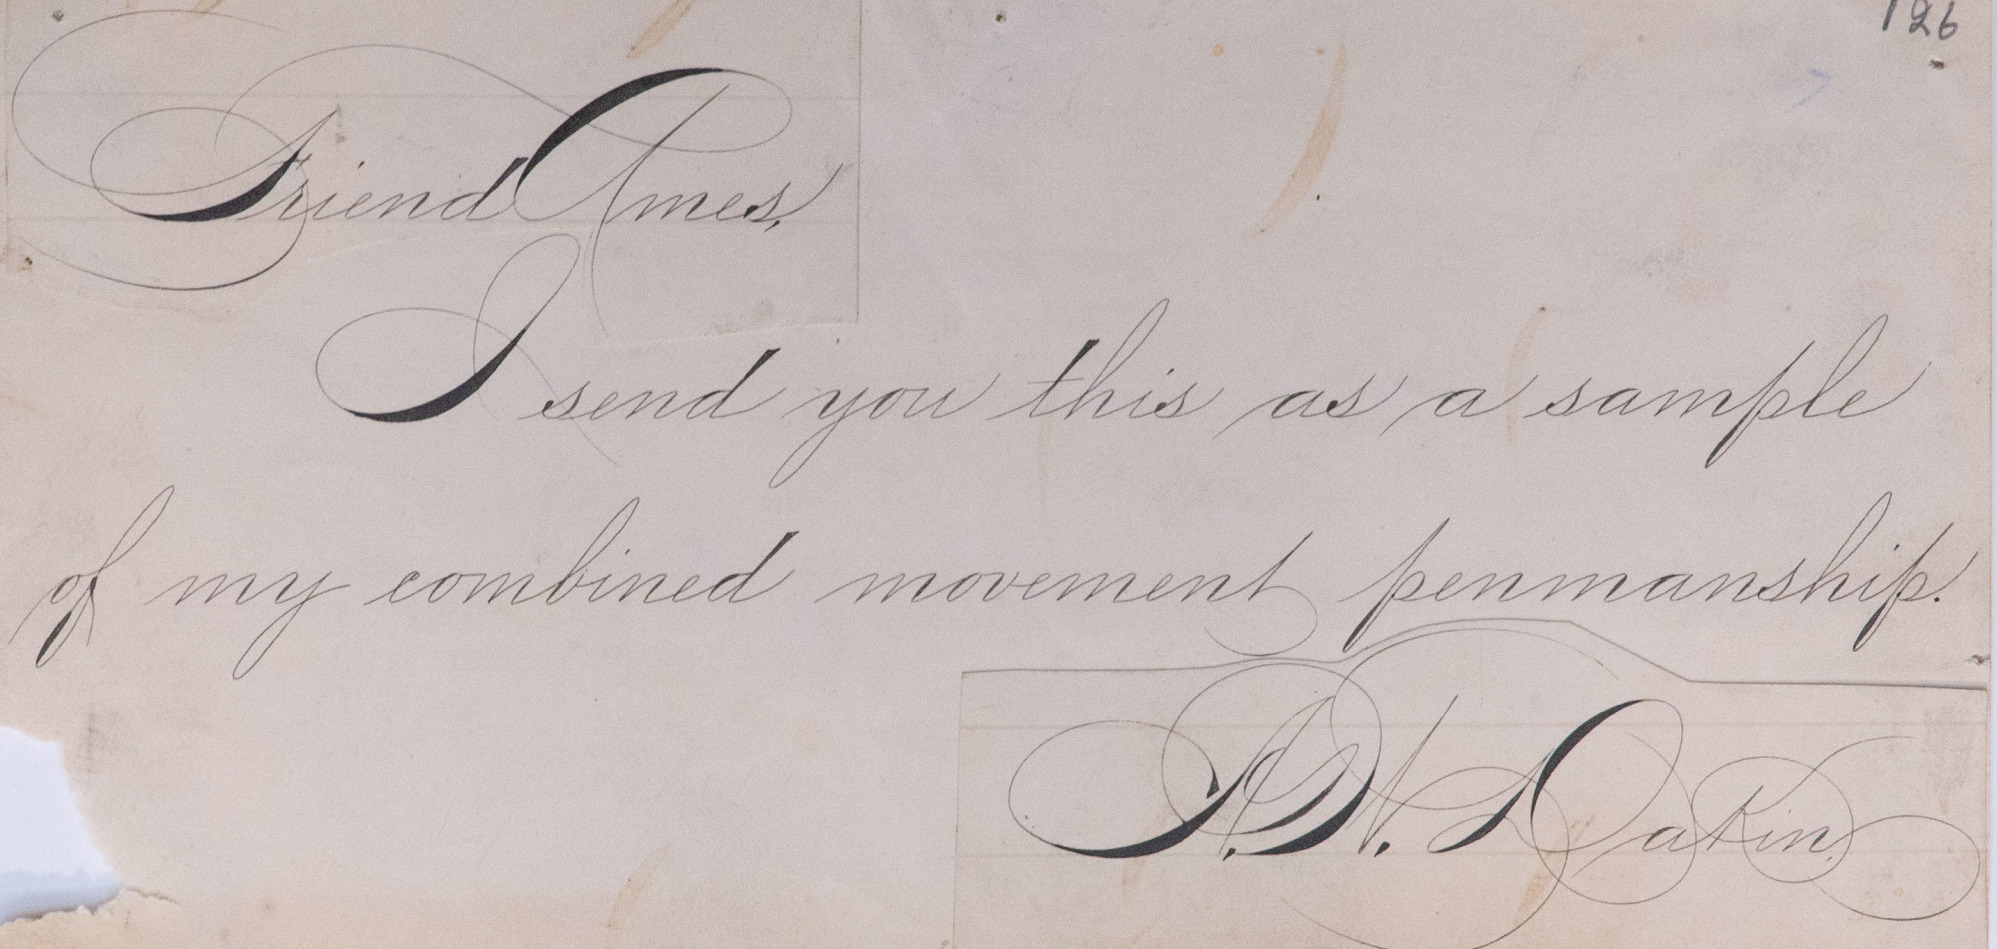 126
Friend Ames,
I send you this as a sample
of my combined movement penmanship.
A. W. Dakin.